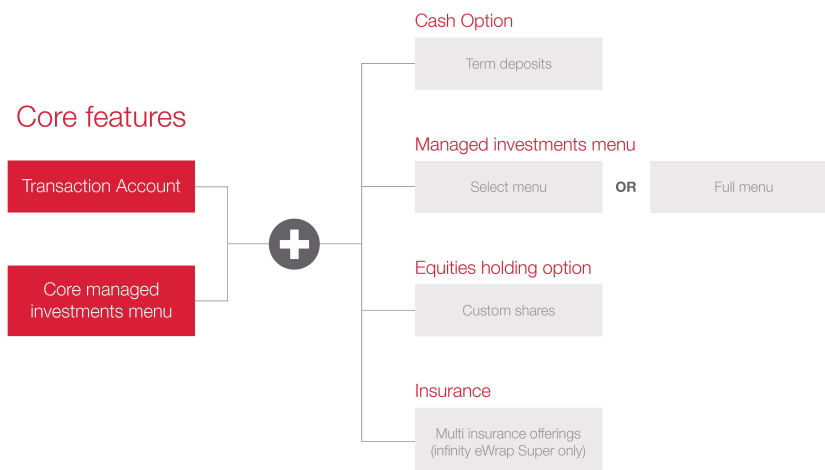 Core features
Transaction Account
Core managed
investments menu
Cash Option
Term deposits
Managed investments menu
Select menu
OR
Full menu
Equities holding option
Custom shares
Insurance
Multi insurance offerings
(infinity eWrap Super only)